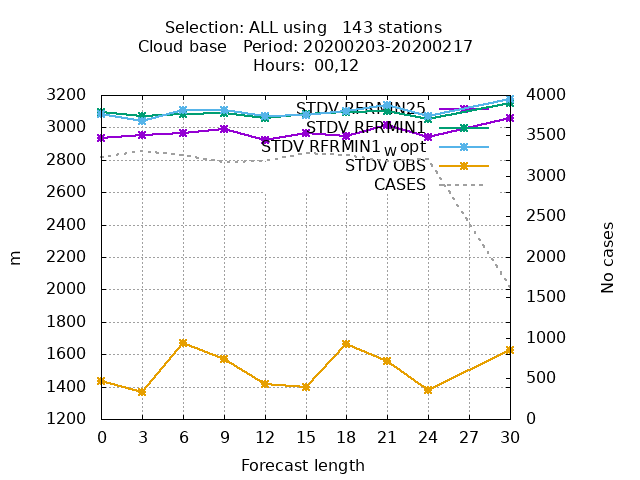 Selection: ALL using   143 stations
Cloud base   Period: 20200203-20200217
Hours:  00,12
3200
3000
2800
2600
2400
2200
2000
1800
1600
1400
1200
4000
3500
3000
2500
2000
1500
1000
500
0
STDV RFRMIN25
STDV RFRMIN1
STDV RFRMIN1_w opt
STDV OBS
CASES
m
No cases
0 3 6 9 12 15 18 21 24 27 30
Forecast length